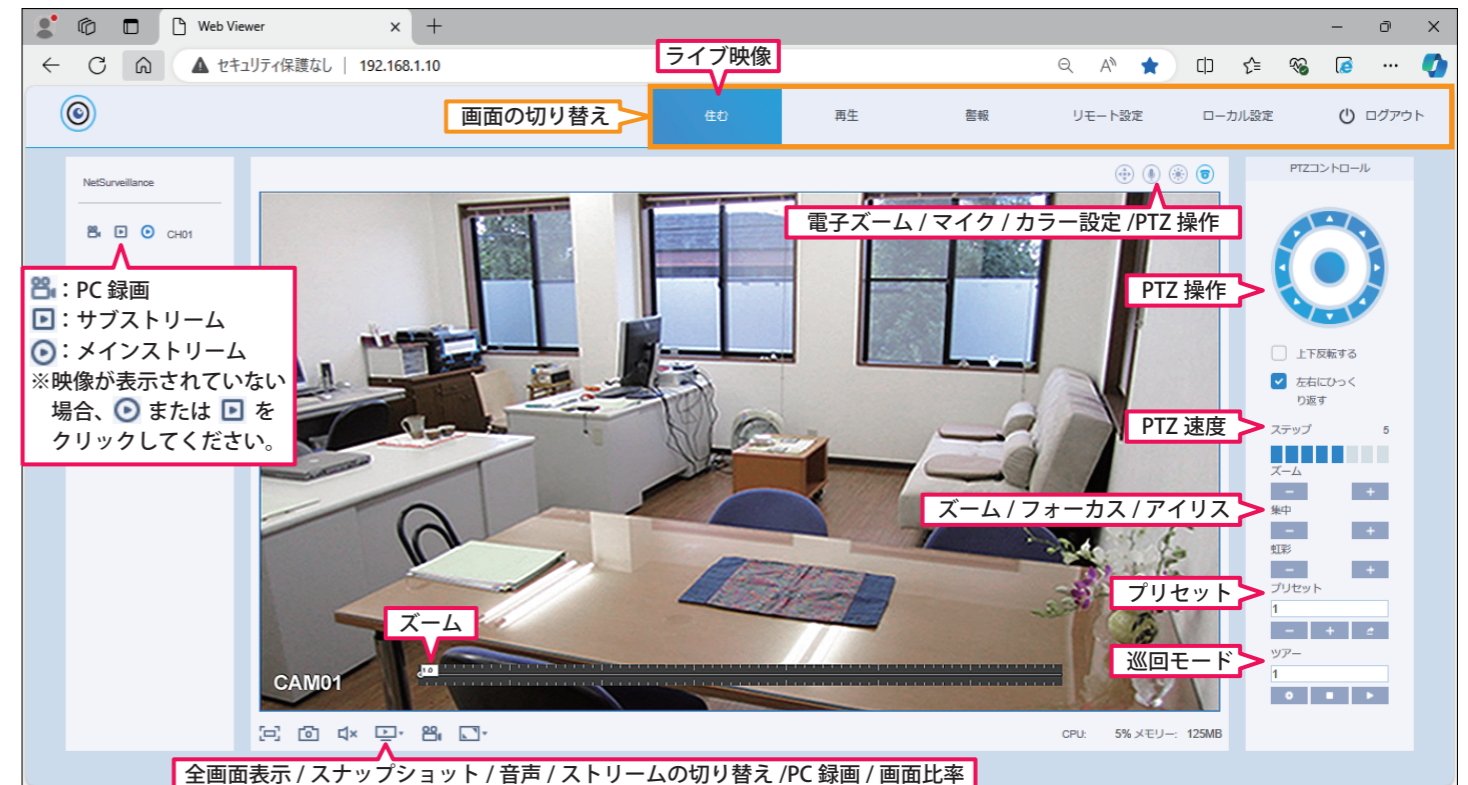 Web Viewer
セキュリティ保護なし | 192.168.1.10
ライブ映像
画面の切り替え
住む
再生
警報
リモート設定
ローカル設定
ログアウト
NetSurveillance
CH01
:PC 録画
:サブストリーム
:メインストリーム
※映像が表示されていない
場合、 または を
クリックしてください。
電子ズーム / マイク / カラー設定 /PTZ 操作
PTZコントロール
PTZ 操作
上下反転する
左右にひっく
り返す
PTZ 速度
ステップ 5
ズーム
ズーム / フォーカス / アイリス
集中
虹彩
プリセット
プリセット
1
巡回モード
ツアー
1
ズーム
1.0
CAM01
CPU: 5% メモリー: 125MB
全画面表示 / スナップショット / 音声 / ストリームの切り替え /PC 録画 / 画面比率